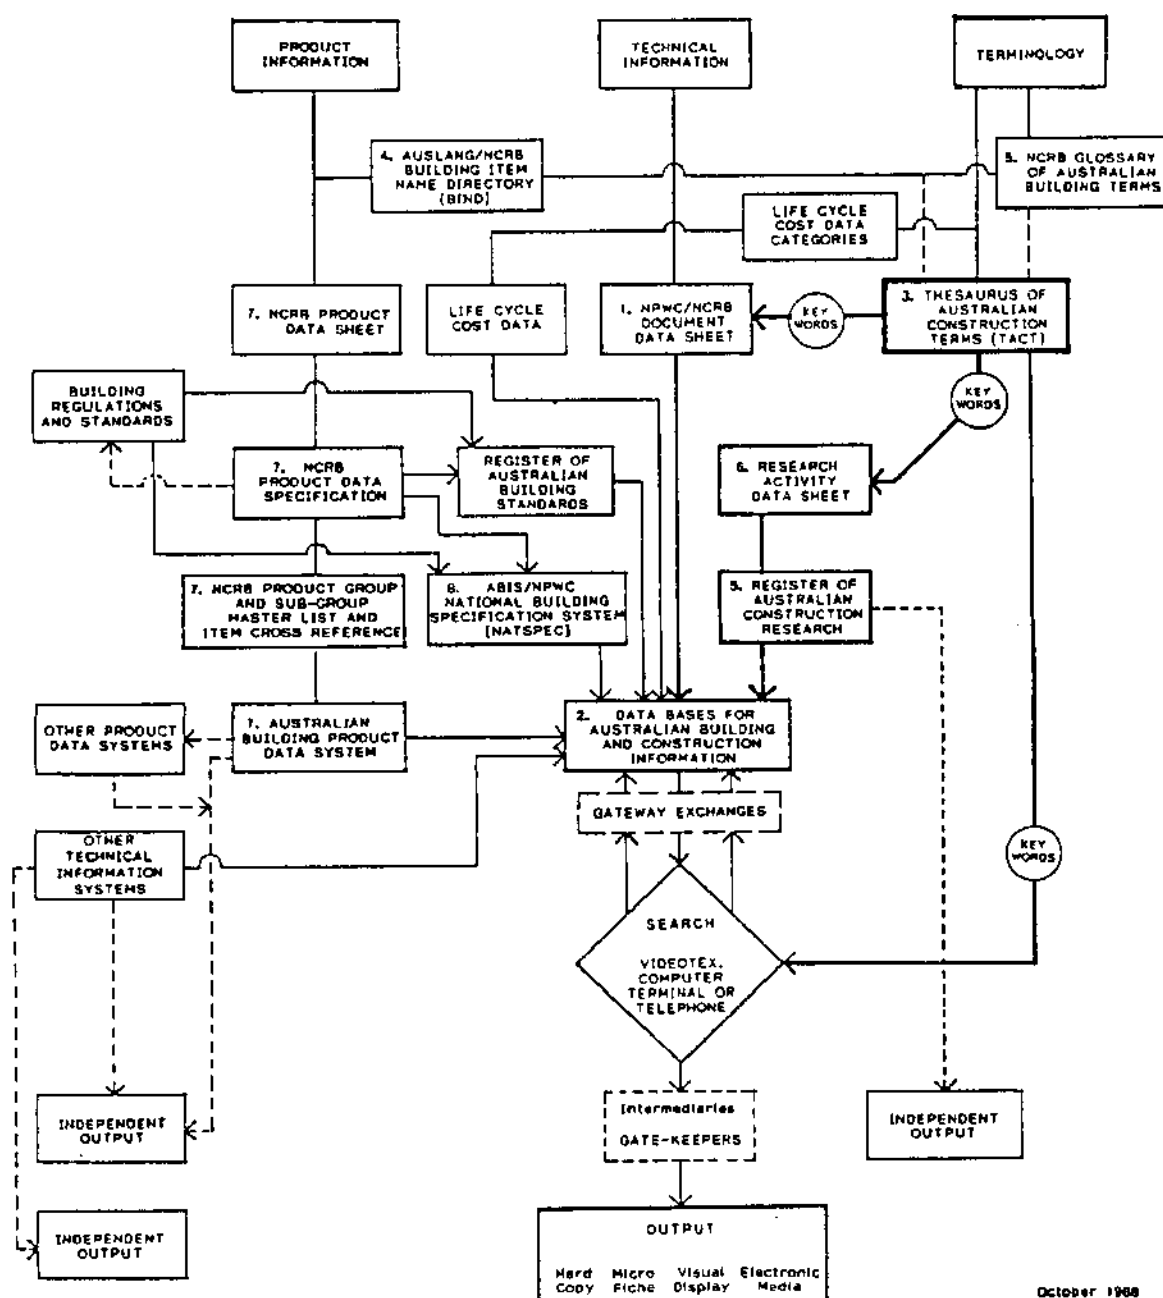 PRODUCT
INFORMATION
TECHNICAL
INFORMATION
TERMINOLOGY
4. AUSLANG/NCRB
BUILDING ITEM
NAME DIRECTORY
(BIND)
5. NCRB GLOSSARY
OF AUSTRALIAN
BUILDING TERMS
LIFE CYCLE
COST DATA
CATEGORIES
7. NCRB PRODUCT
DATA SHEET
LIFE CYCLE
COST DATA
1. NPWC/NCRB
DOCUMENT
DATA SHEET
KEY
WORDS
3. THESAURUS OF
AUSTRALIAN
CONSTRUCTION
TERMS (TACT)
BUILDING
REGULATIONS
AND STANDARDS
KEY
WORDS
7. NCRB
PRODUCT DATA
SPECIFICATION
REGISTER OF
AUSTRALIAN
BUILDING
STANDARDS
6. RESEARCH
ACTIVITY
DATA SHEET
7. NCRB PRODUCT GROUP
AND SUB-GROUP
MASTER LIST AND
ITEM CROSS REFERENCE
8. ABIS/NPWC
NATIONAL BUILDING
SPECIFICATION SYSTEM
[NATSPEC]
5. REGISTER OF
AUSTRALIAN
CONSTRUCTION
RESEARCH
OTHER PRODUCT
DATA SYSTEMS
7. AUSTRALIAN
BUILDING PRODUCT
DATA SYSTEM
2. DATA BASES FOR
AUSTRALIAN BUILDING
AND CONSTRUCTION
INFORMATION
GATEWAY EXCHANGES
OTHER
TECHNICAL
INFORMATION
SYSTEMS
KEY
WORDS
SEARCH
VIDEOTEX,
COMPUTER
TERMINAL OR
TELEPHONE
INDEPENDENT
OUTPUT
Intermediaries
GATE-KEEPERS
INDEPENDENT
OUTPUT
INDEPENDENT
OUTPUT
OUTPUT
Hard Micro Visual Electronic
Copy Fiche Display Media
October 1988